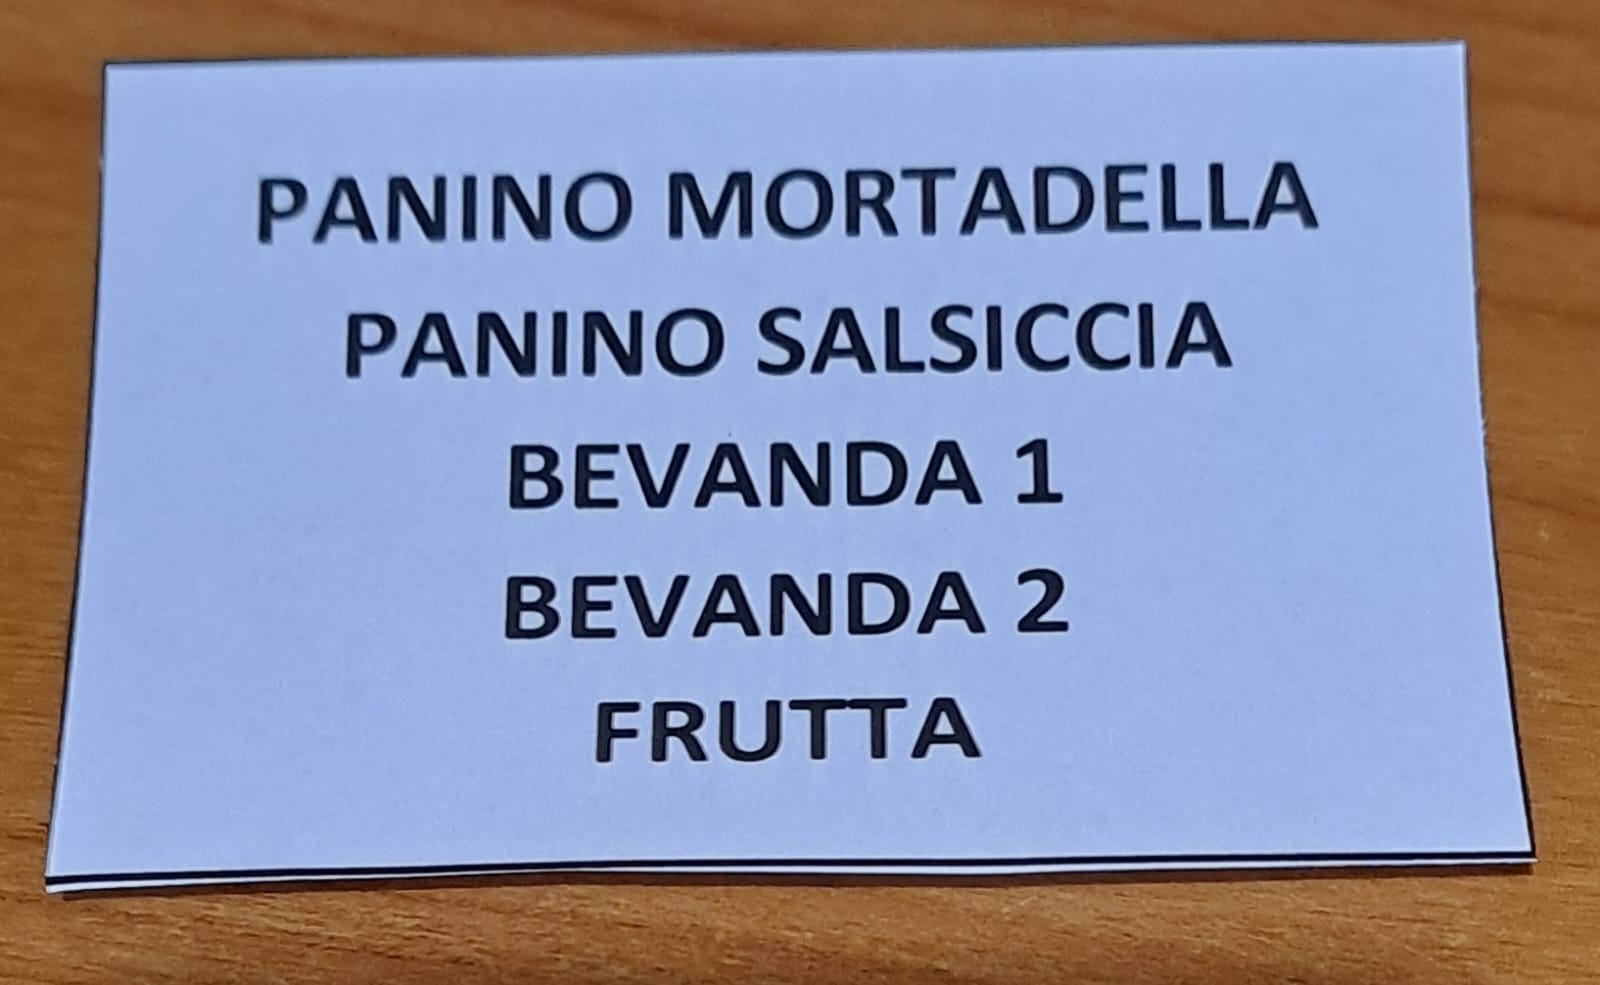 PANINO MORTADELLA
PANINO SALSICCIA
BEVANDA 1
BEVANDA 2
FRUTTA